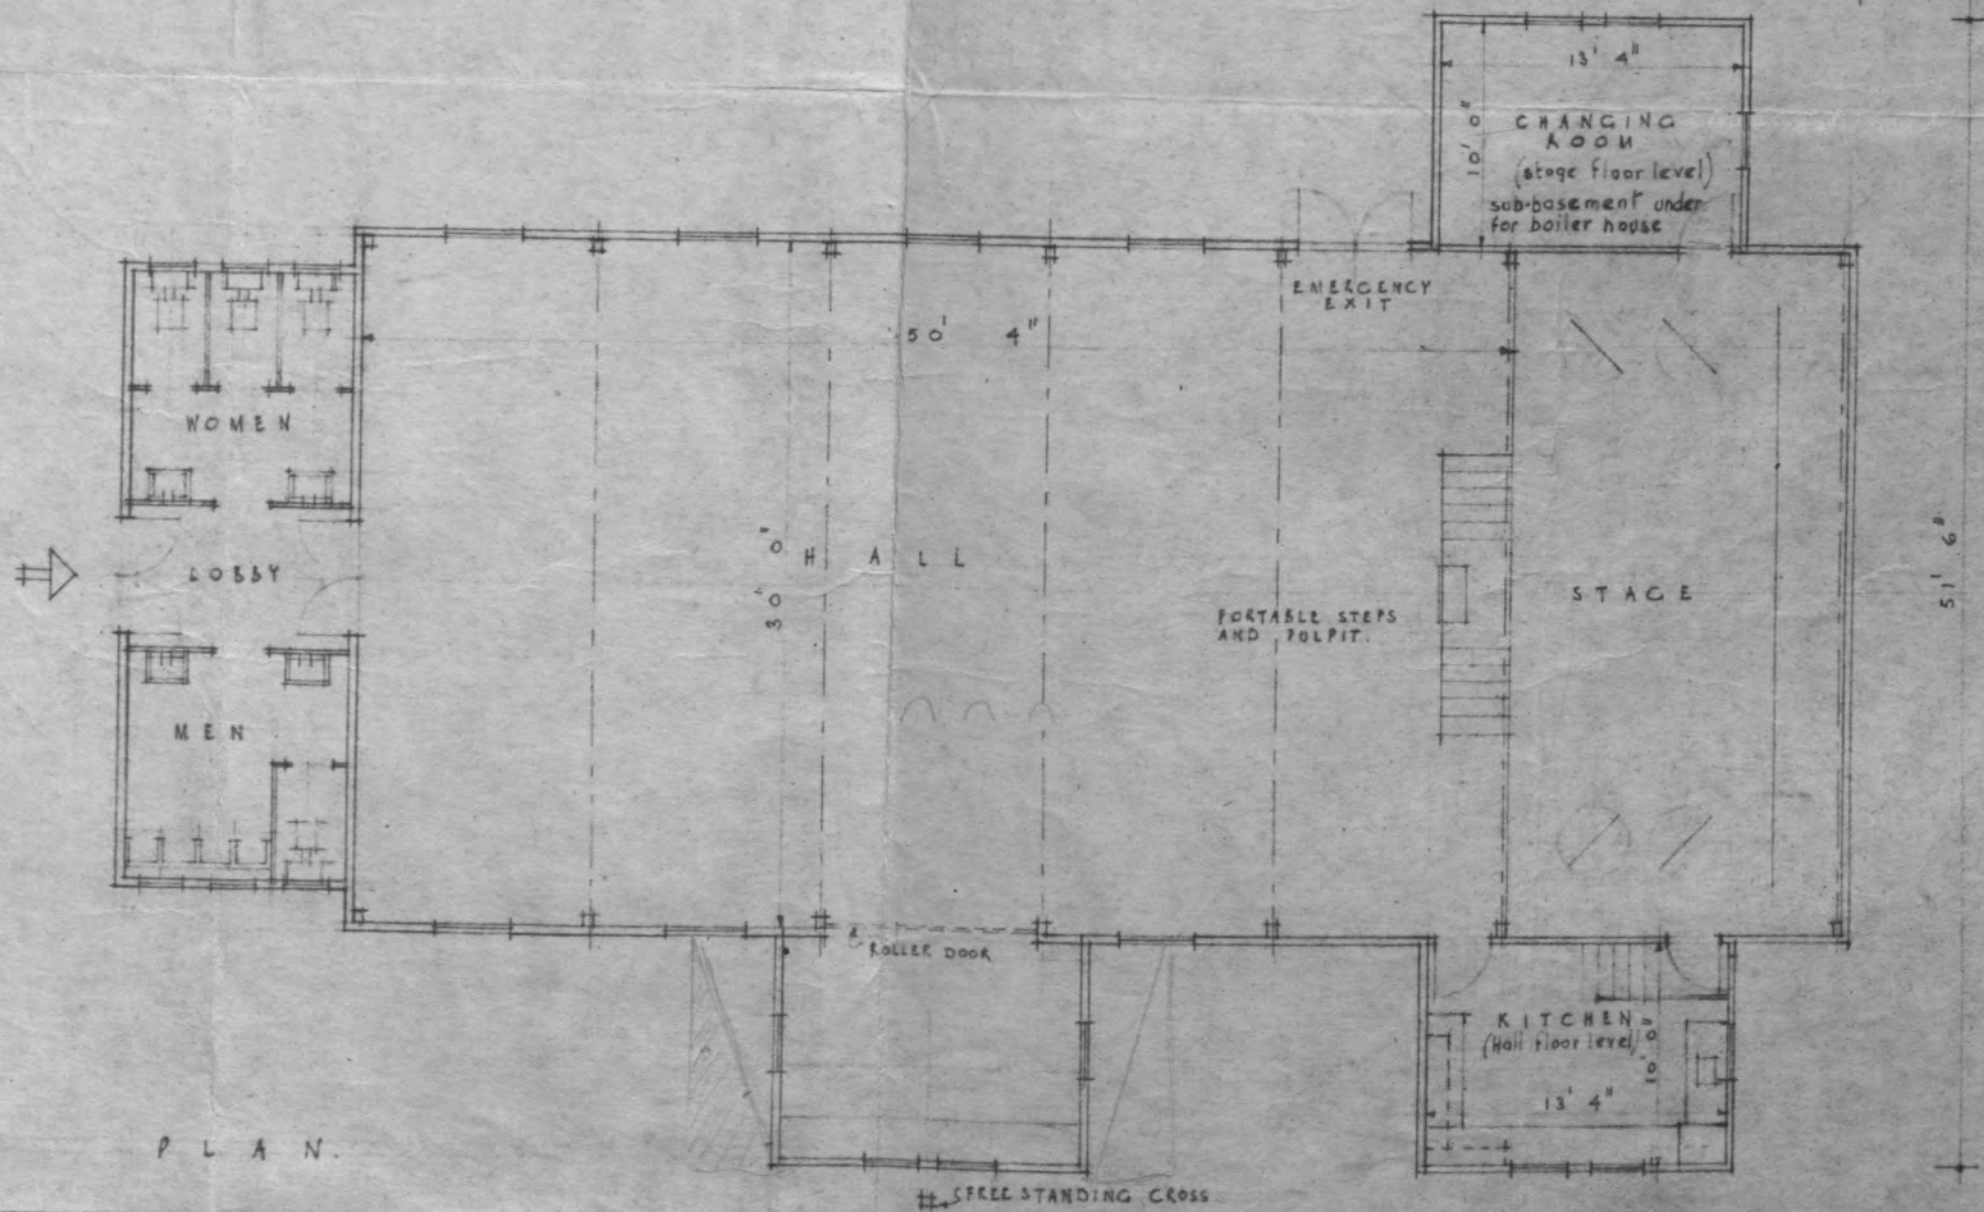 13' 4"
10' 0"
CHANGING
ROOM
(stage floor level)
sub-basement under
for boiler house
EMERGENCY
EXIT
50' 4"
WOMEN
LOBBY
30' 0"
HALL
STAGE
51' 6"
PORTABLE STEPS
AND PULPIT.
MEN
ROLLER DOOR
KITCHEN
(Hall floor level)
10' 0"
13' 4"
PLAN.
FREE STANDING CROSS